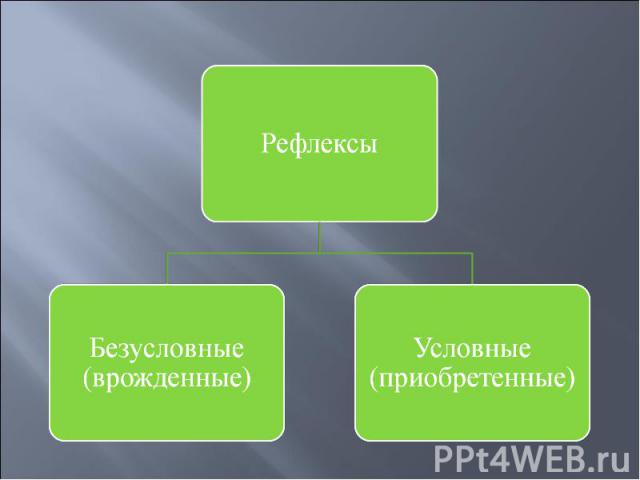 Рефлексы
Безусловные
(врожденные)
Условные
(приобретенные)
PPt4WEB.ru